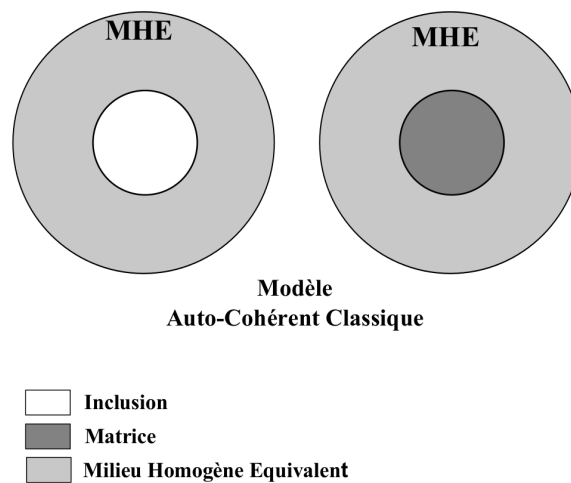 MHE
MHE
Modèle
Auto-Cohérent Classique
Inclusion
Matrice
Milieu Homogène Equivalent